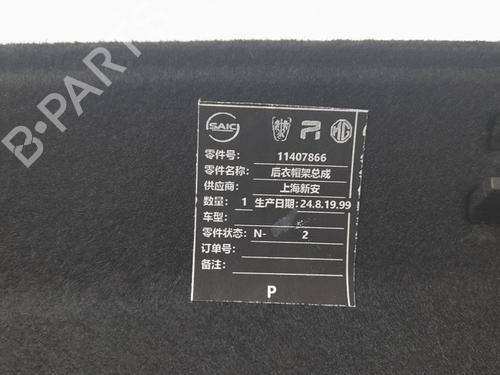 B-PARTS
SAIC MG
零件号: 11407866
零件名称: 后衣帽架总成
供应商: 上海新安
数量: 1 生产日期: 24.8.19.99
车型:
零件状态: N- 2
订单号:
备注:
P